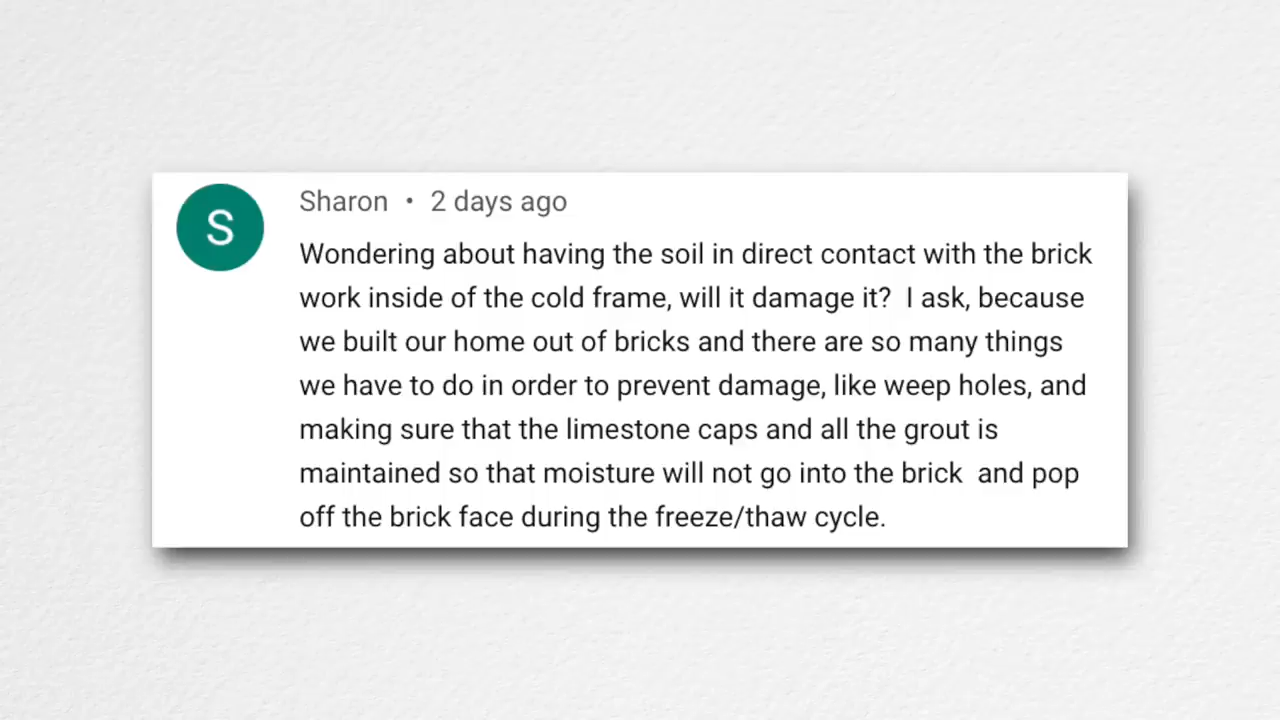 S
Sharon • 2 days ago
Wondering about having the soil in direct contact with the brick
work inside of the cold frame, will it damage it?  I ask, because
we built our home out of bricks and there are so many things
we have to do in order to prevent damage, like weep holes, and
making sure that the limestone caps and all the grout is
maintained so that moisture will not go into the brick  and pop
off the brick face during the freeze/thaw cycle.